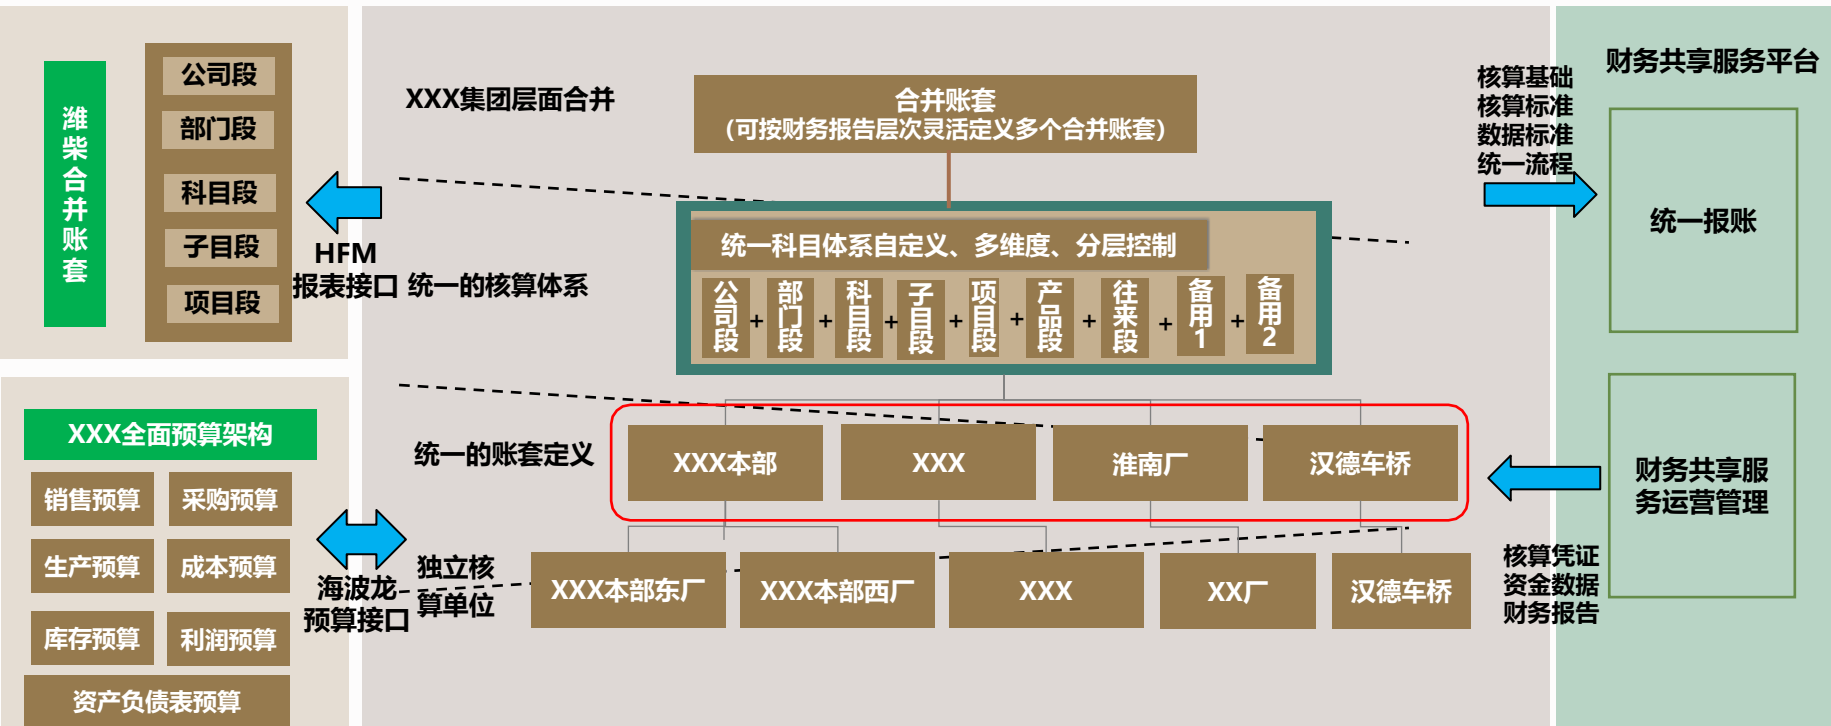 潍柴合并账套
公司段
部门段
科目段
子目段
项目段
HFM
报表接口
XXX全面预算架构
销售预算
采购预算
生产预算
成本预算
库存预算
利润预算
资产负债表预算
海波龙
预算接口
XXX集团层面合并
合并账套
（可按财务报告层次灵活定义多个合并账套）
统一的核算体系
统一科目体系自定义、多维度、分层控制
公司段
+
部门段
+
科目段
+
子目段
+
项目段
+
产品段
+
往来段
+
备用1
+
备用2
统一的账套定义
XXX本部
XXX
淮南厂
汉德车桥
独立核
算单位
XXX本部东厂
XXX本部西厂
XXX
XX厂
汉德车桥
核算基础
核算标准
数据标准
统一流程
财务共享服务平台
统一报账
财务共享服
务运营管理
核算凭证
资金数据
财务报告